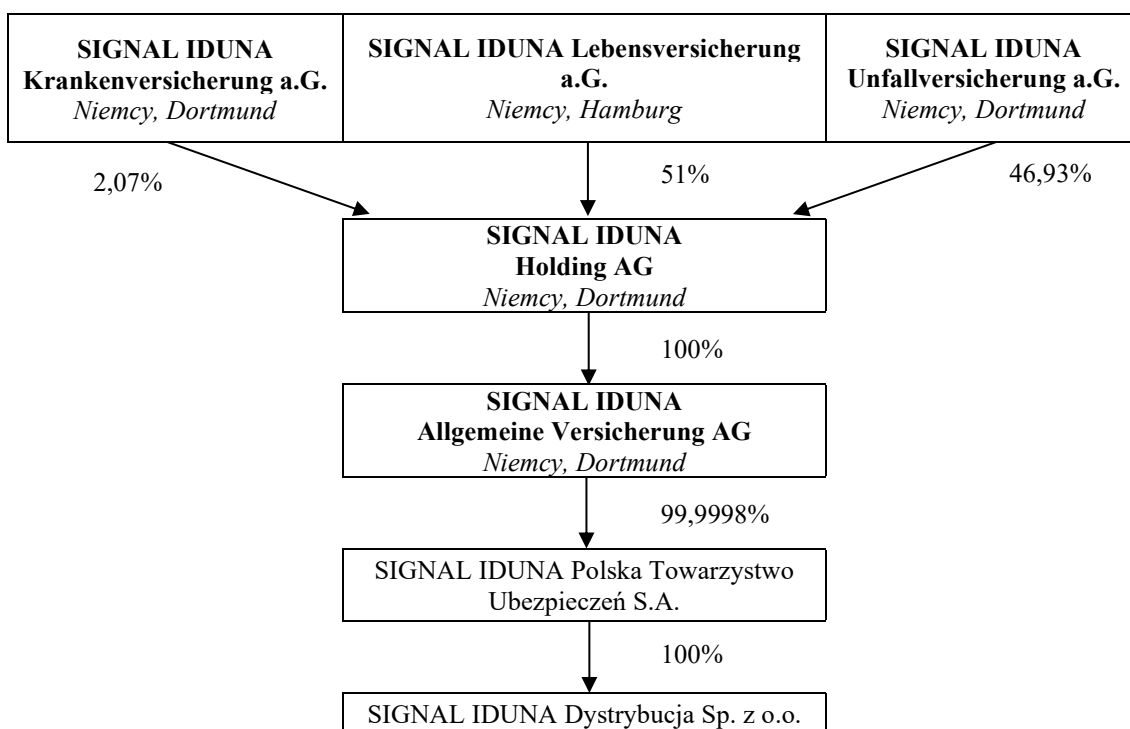 SIGNAL IDUNA
Krankenversicherung a.G.
Niemcy, Dortmund
SIGNAL IDUNA Lebensversicherung
a.G.
Niemcy, Hamburg
SIGNAL IDUNA
Unfallversicherung a.G.
Niemcy, Dortmund
2,07%
51%
46,93%
SIGNAL IDUNA
Holding AG
Niemcy, Dortmund
100%
SIGNAL IDUNA
Allgemeine Versicherung AG
Niemcy, Dortmund
99,9998%
SIGNAL IDUNA Polska Towarzystwo
Ubezpieczeń S.A.
100%
SIGNAL IDUNA Dystrybucja Sp. z o.o.